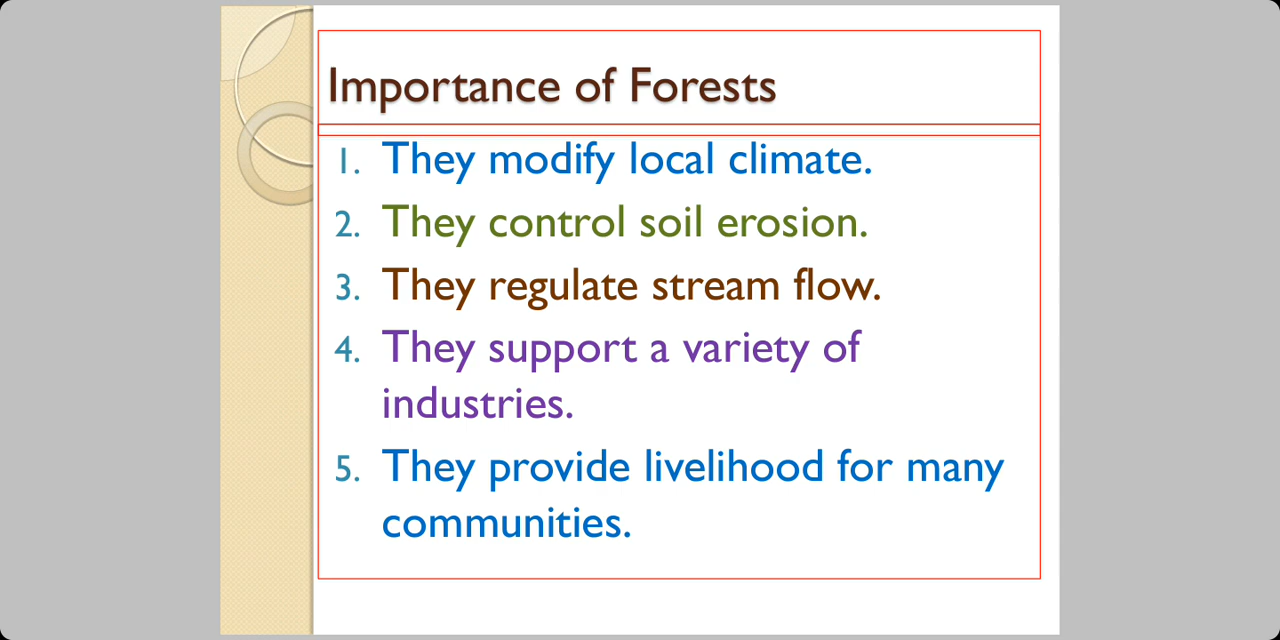 Importance of Forests
1. They modify local climate.
2. They control soil erosion.
3. They regulate stream flow.
4. They support a variety of
industries.
5. They provide livelihood for many
communities.